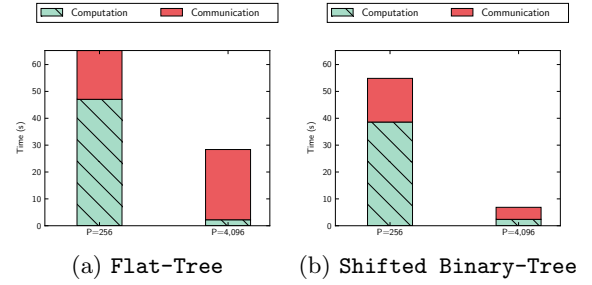 Computation Communication
Computation Communication
Time (s)
60
50
40
30
20
10
0
P=256 P=4,096
Time (s)
60
50
40
30
20
10
0
P=256 P=4,096
(a) Flat-Tree
(b) Shifted Binary-Tree